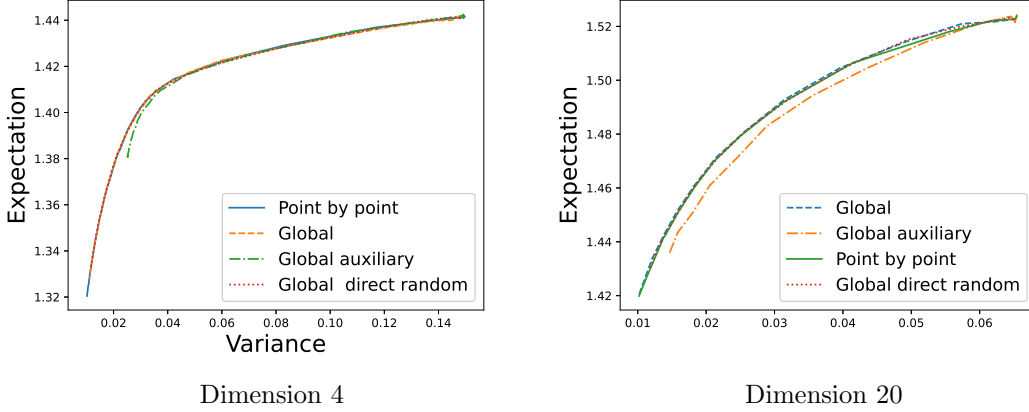 Expectation
1.44
1.42
1.40
1.38
1.36
1.34
1.32
0.02 0.04 0.06 0.08 0.10 0.12 0.14
Variance
Point by point
Global
Global auxiliary
Global  direct random
Dimension 4
Expectation
1.52
1.50
1.48
1.46
1.44
1.42
0.01 0.02 0.03 0.04 0.05 0.06
Global
Global auxiliary
Point by point
Global direct random
Dimension 20